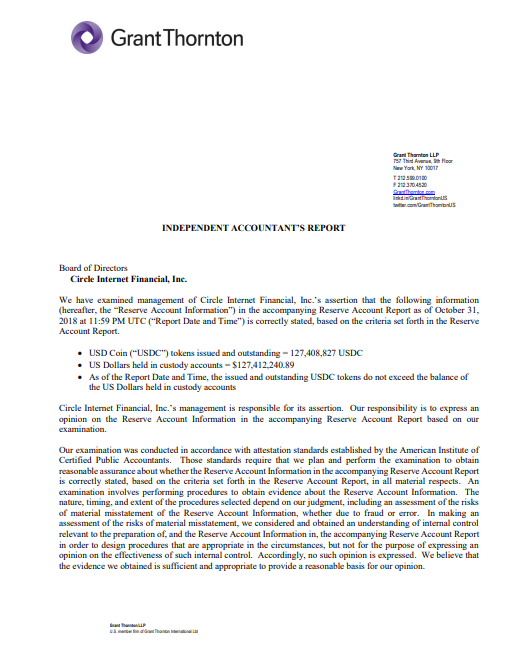 GrantThornton
Grant Thornton LLP
757 Third Avenue, 9th Floor
New York, NY 10017
T 212.599.0100
F 212.370.4520
GrantThornton.com
linkd.in/GrantThorntonUS
twitter.com/GrantThorntonUS
INDEPENDENT ACCOUNTANT'S REPORT
Board of Directors
Circle Internet Financial, Inc.
We have examined management of Circle Internet Financial, Inc.'s assertion that the following information
(hereafter, the “Reserve Account Information”) in the accompanying Reserve Account Report as of October 31,
2018 at 11:59 PM UTC (“Report Date and Time”) is correctly stated, based on the criteria set forth in the Reserve
Account Report.
• USD Coin (“USDC”) tokens issued and outstanding = 127,408,827 USDC
• US Dollars held in custody accounts = $127,412,240.89
• As of the Report Date and Time, the issued and outstanding USDC tokens do not exceed the balance of
the US Dollars held in custody accounts
Circle Internet Financial, Inc.'s management is responsible for its assertion. Our responsibility is to express an
opinion on the Reserve Account Information in the accompanying Reserve Account Report based on our
examination.
Our examination was conducted in accordance with attestation standards established by the American Institute of
Certified Public Accountants. Those standards require that we plan and perform the examination to obtain
reasonable assurance about whether the Reserve Account Information in the accompanying Reserve Account Report
is correctly stated, based on the criteria set forth in the Reserve Account Report, in all material respects. An
examination involves performing procedures to obtain evidence about the Reserve Account Information. The
nature, timing, and extent of the procedures selected depend on our judgment, including an assessment of the risks
of material misstatement of the Reserve Account Information, whether due to fraud or error. In making an
assessment of the risks of material misstatement, we considered and obtained an understanding of internal control
relevant to the preparation of, and the Reserve Account Information in, the accompanying Reserve Account Report
in order to design procedures that are appropriate in the circumstances, but not for the purpose of expressing an
opinion on the effectiveness of such internal control. Accordingly, no such opinion is expressed. We believe that
the evidence we obtained is sufficient and appropriate to provide a reasonable basis for our opinion.
Grant Thornton LLP
U.S. member firm of Grant Thornton International Ltd